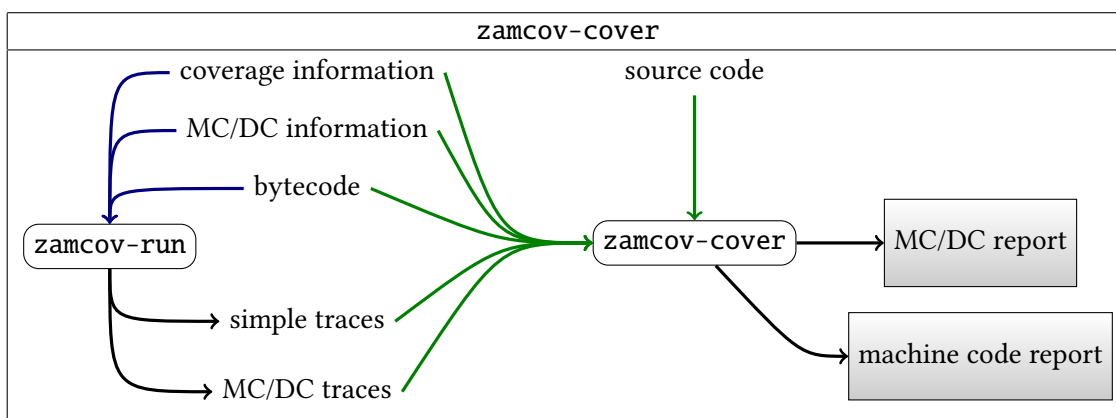 zamcov-cover
coverage information
source code
MC/DC information
bytecode
zamcov-run
zamcov-cover
MC/DC report
simple traces
machine code report
MC/DC traces